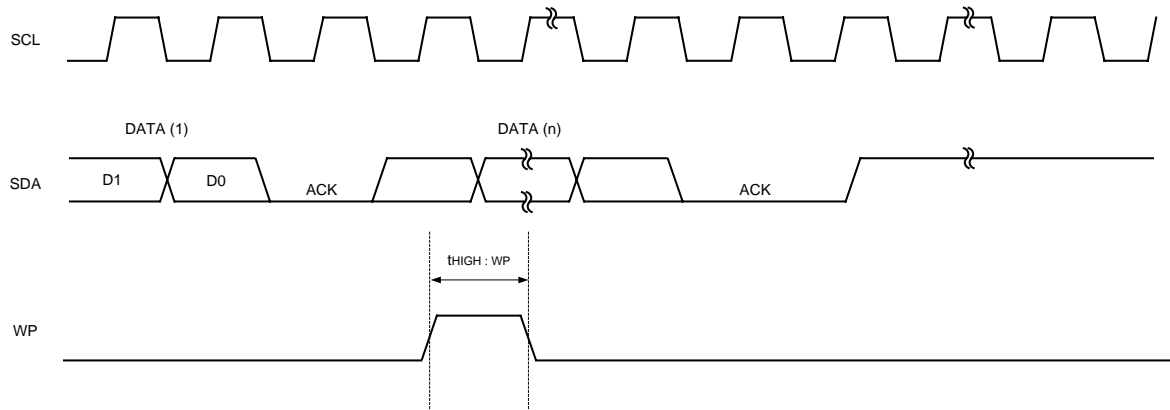 SCL
DATA (1)
DATA (n)
SDA
D1
D0
ACK
ACK
tHIGH : WP
WP